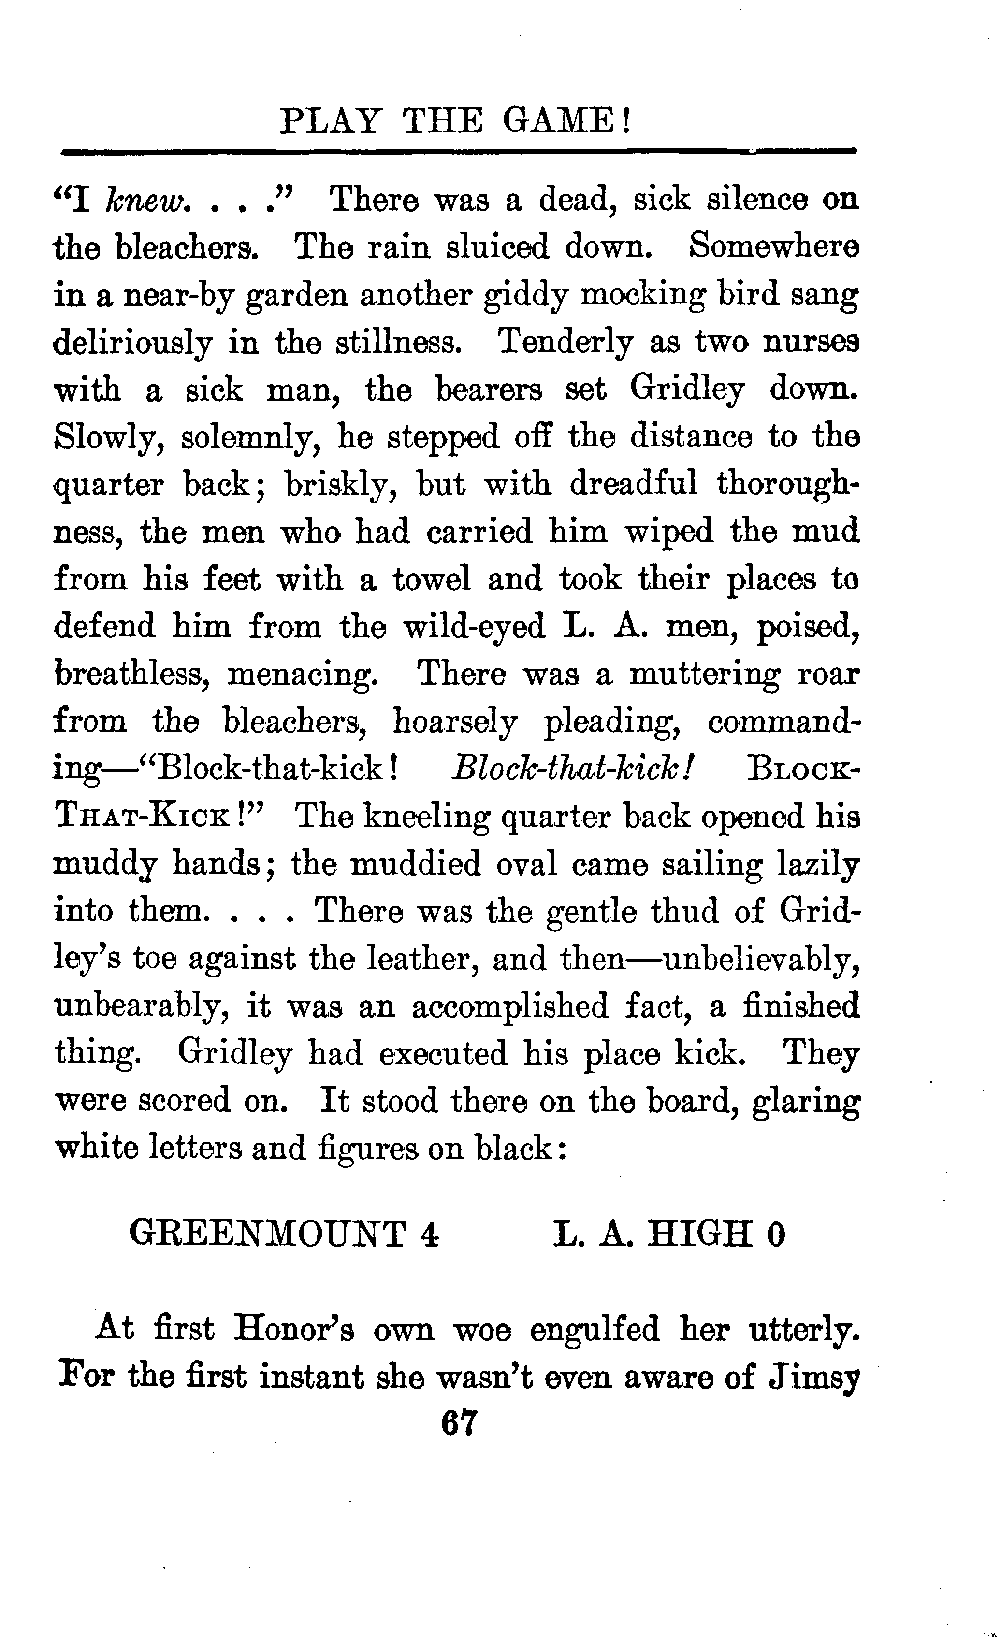 PLAY THE GAME!
“I knew. . . .” There was a dead, sick silence on
the bleachers. The rain sluiced down. Somewhere
in a near-by garden another giddy mocking bird sang
deliriously in the stillness. Tenderly as two nurses
with a sick man, the bearers set Gridley down.
Slowly, solemnly, he stepped off the distance to the
quarter back; briskly, but with dreadful thorough-
ness, the men who had carried him wiped the mud
from his feet with a towel and took their places to
defend him from the wild-eyed L. A. men, poised,
breathless, menacing. There was a muttering roar
from the bleachers, hoarsely pleading, command-
ing—“Block-that-kick! Block-that-kick! BLOCK-
THAT-KICK!” The kneeling quarter back opened his
muddy hands; the muddied oval came sailing lazily
into them. . . . There was the gentle thud of Grid-
ley’s toe against the leather, and then—unbelievably,
unbearably, it was an accomplished fact, a finished
thing. Gridley had executed his place kick. They
were scored on. It stood there on the board, glaring
white letters and figures on black:
GREENMOUNT 4 L. A. HIGH 0
At first Honor’s own woe engulfed her utterly.
For the first instant she wasn’t even aware of Jimsy
67